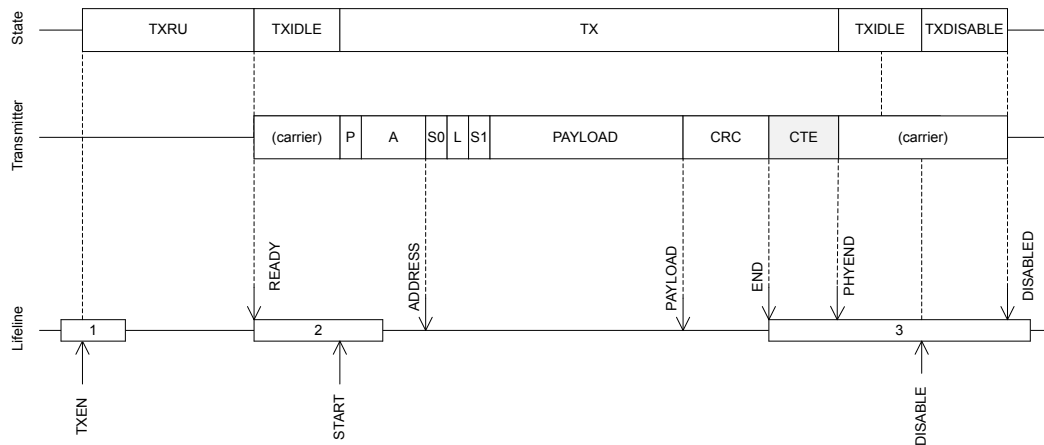 State
TXRU
TXIDLE
TX
TXIDLE
TXDISABLE
Transmitter
(carrier)
P
A
S0
L
S1
PAYLOAD
CRC
CTE
(carrier)
READY
ADDRESS
PAYLOAD
END
PHYEND
DISABLED
Lifeline
1
2
3
TXEN
START
DISABLE